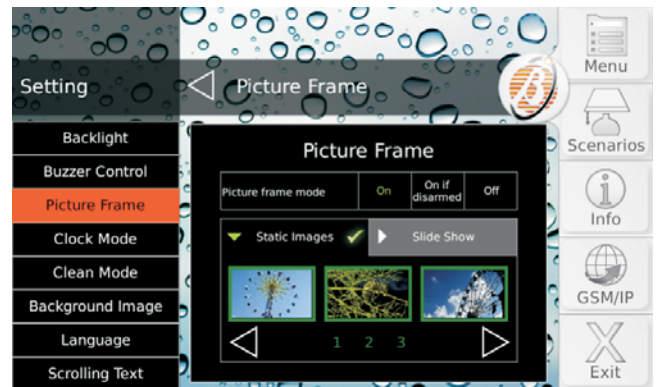 Setting
Picture Frame
Backlight
Buzzer Control
Picture Frame
Clock Mode
Clean Mode
Background Image
Language
Scrolling Text
Picture Frame
Picture frame mode
On
On if
disarmed
Off
Static Images
Slide Show
1 2 3
B
Menu
Scenarios
i
Info
GSM/IP
Exit